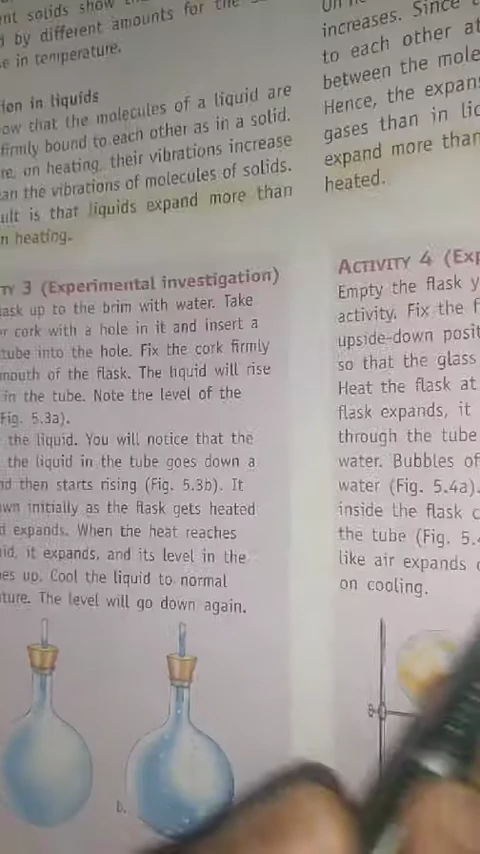 ent solids show
by different amounts for the
e in temperature.
ion in liquids
ow that the molecules of a liquid are
firmly bound to each other as in a solid.
re, on heating, their vibrations increase
an the vibrations of molecules of solids.
ult is that liquids expand more than
n heating.
TY 3 (Experimental investigation)
lask up to the brim with water. Take
r cork with a hole in it and insert a
tube into the hole. Fix the cork firmly
mouth of the flask. The liquid will rise
in the tube. Note the level of the
Fig. 5.3a).
the liquid. You will notice that the
the liquid in the tube goes down a
nd then starts rising (Fig. 5.3b). It
wn initially as the flask gets heated
d expands. When the heat reaches
uid, it expands, and its level in the
es up. Cool the liquid to normal
ture. The level will go down again.
b.
increases. Since
to each other at
between the mole
Hence, the expan
gases than in liq
expand more than
heated.
ACTIVITY 4 (Exp
Empty the flask y
activity. Fix the f
upside-down posit
so that the glass
Heat the flask at
flask expands, it
through the tube
water. Bubbles of
water (Fig. 5.4a).
inside the flask c
the tube (Fig. 5.4
like air expands
on cooling.